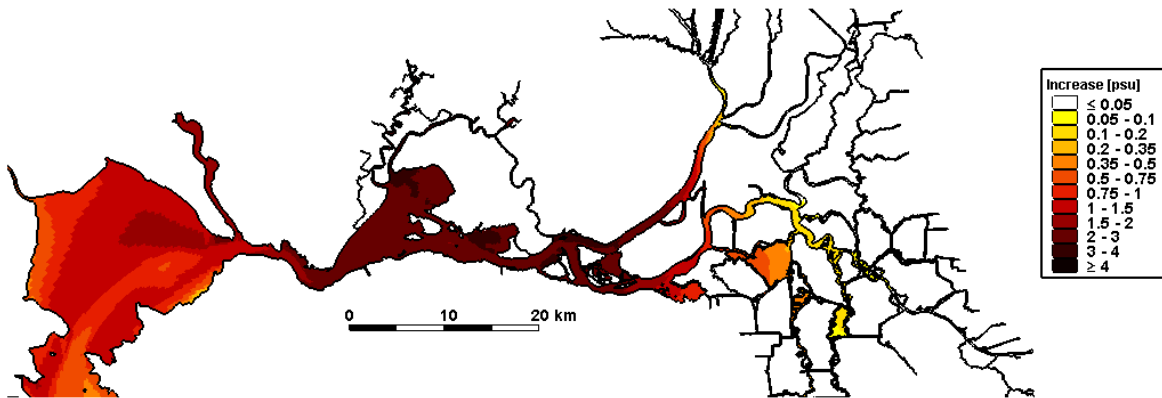 Increase [psu]
≤ 0.05
0.05 - 0.1
0.1 - 0.2
0.2 - 0.35
0.35 - 0.5
0.5 - 0.75
0.75 - 1
1 - 1.5
1.5 - 2
2 - 3
3 - 4
≥ 4
0 10 20 km